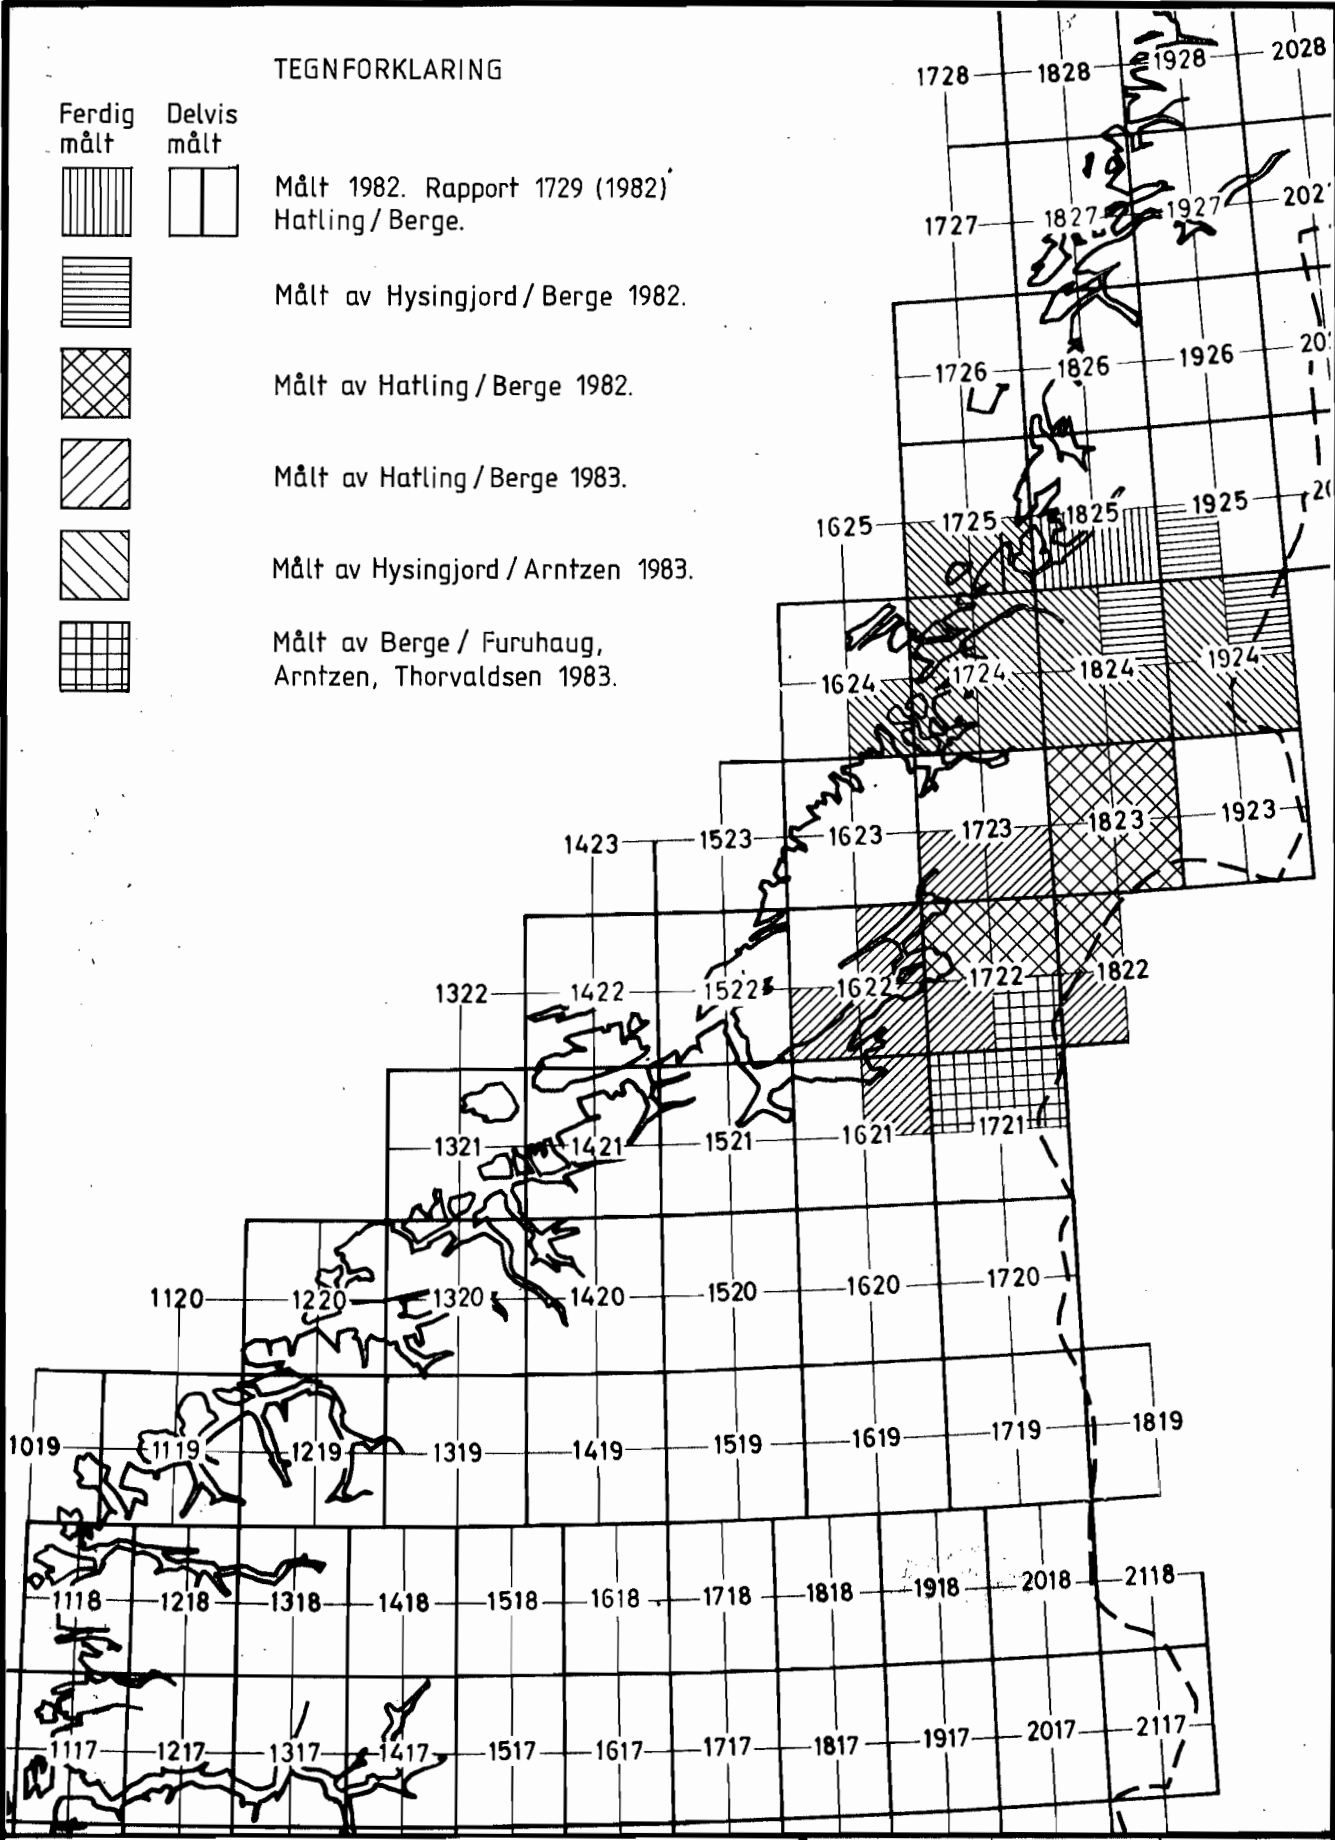 TEGNFORKLARING
Ferdig målt
Delvis målt
Målt 1982. Rapport 1729 (1982)
Hatling/Berge.
Målt av Hysingjord/Berge 1982.
Målt av Hatling/Berge 1982.
Målt av Hatling/Berge 1983.
Målt av Hysingjord/Arntzen 1983.
Målt av Berge/Furuhaug,
Arntzen, Thorvaldsen 1983.
1728 1828 1928 2028
1727 1827 1927
1726 1826 1926
1625 1725 1825 1925
1624 1724 1824 1924
1423 1523 1623 1723 1823 1923
1322 1422 1522 1622 1722 1822
1321 1421 1521 1621 1721
1120 1220 1320 1420 1520 1620 1720
1019 1119 1219 1319 1419 1519 1619 1719 1819
1118 1218 1318 1418 1518 1618 1718 1818 1918 2018 2118
1117 1217 1317 1417 1517 1617 1717 1817 1917 2017 2117